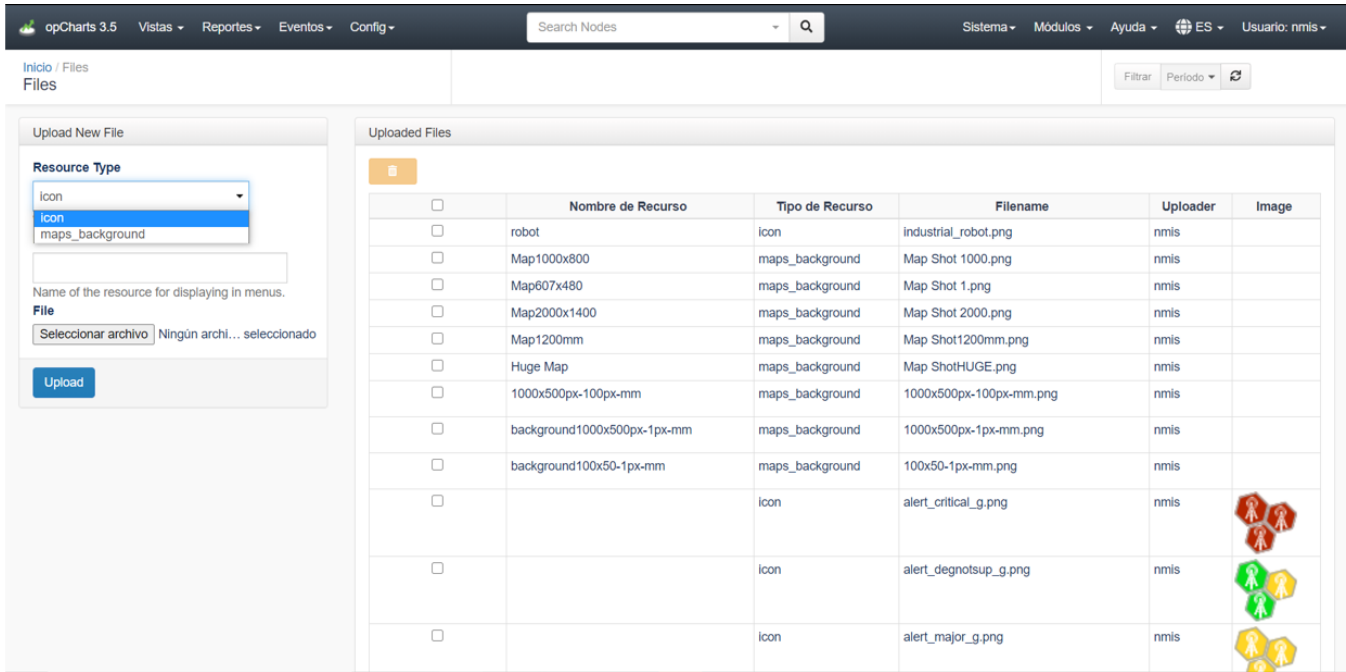 opCharts 3.5 Vistas Reportes Eventos Config Search Nodes Sistema Módulos Ayuda ES Usuario: nmis
Inicio / Files
Files
Filtrar Período
Upload New File
Resource Type
icon
icon
maps_background
Name of the resource for displaying in menus.
File
Seleccionar archivo Ningún archi… seleccionado
Upload
Uploaded Files
Nombre de Recurso Tipo de Recurso Filename Uploader Image
robot icon industrial_robot.png nmis
Map1000x800 maps_background Map Shot 1000.png nmis
Map607x480 maps_background Map Shot 1.png nmis
Map2000x1400 maps_background Map Shot 2000.png nmis
Map1200mm maps_background Map Shot1200mm.png nmis
Huge Map maps_background Map ShotHUGE.png nmis
1000x500px-100px-mm maps_background 1000x500px-100px-mm.png nmis
background1000x500px-1px-mm maps_background 1000x500px-1px-mm.png nmis
background100x50-1px-mm maps_background 100x50-1px-mm.png nmis
icon alert_critical_g.png nmis
icon alert_degnotsup_g.png nmis
icon alert_major_g.png nmis